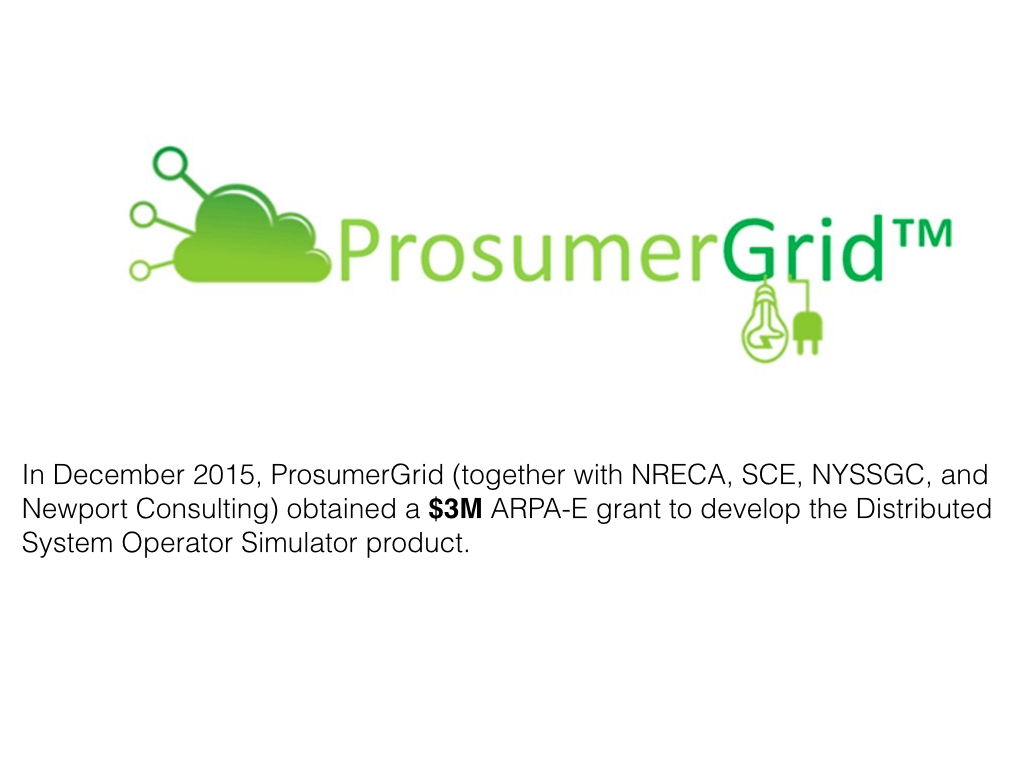 ProsumerGrid™
In December 2015, ProsumerGrid (together with NRECA, SCE, NYSSGC, and
Newport Consulting) obtained a $3M ARPA-E grant to develop the Distributed
System Operator Simulator product.